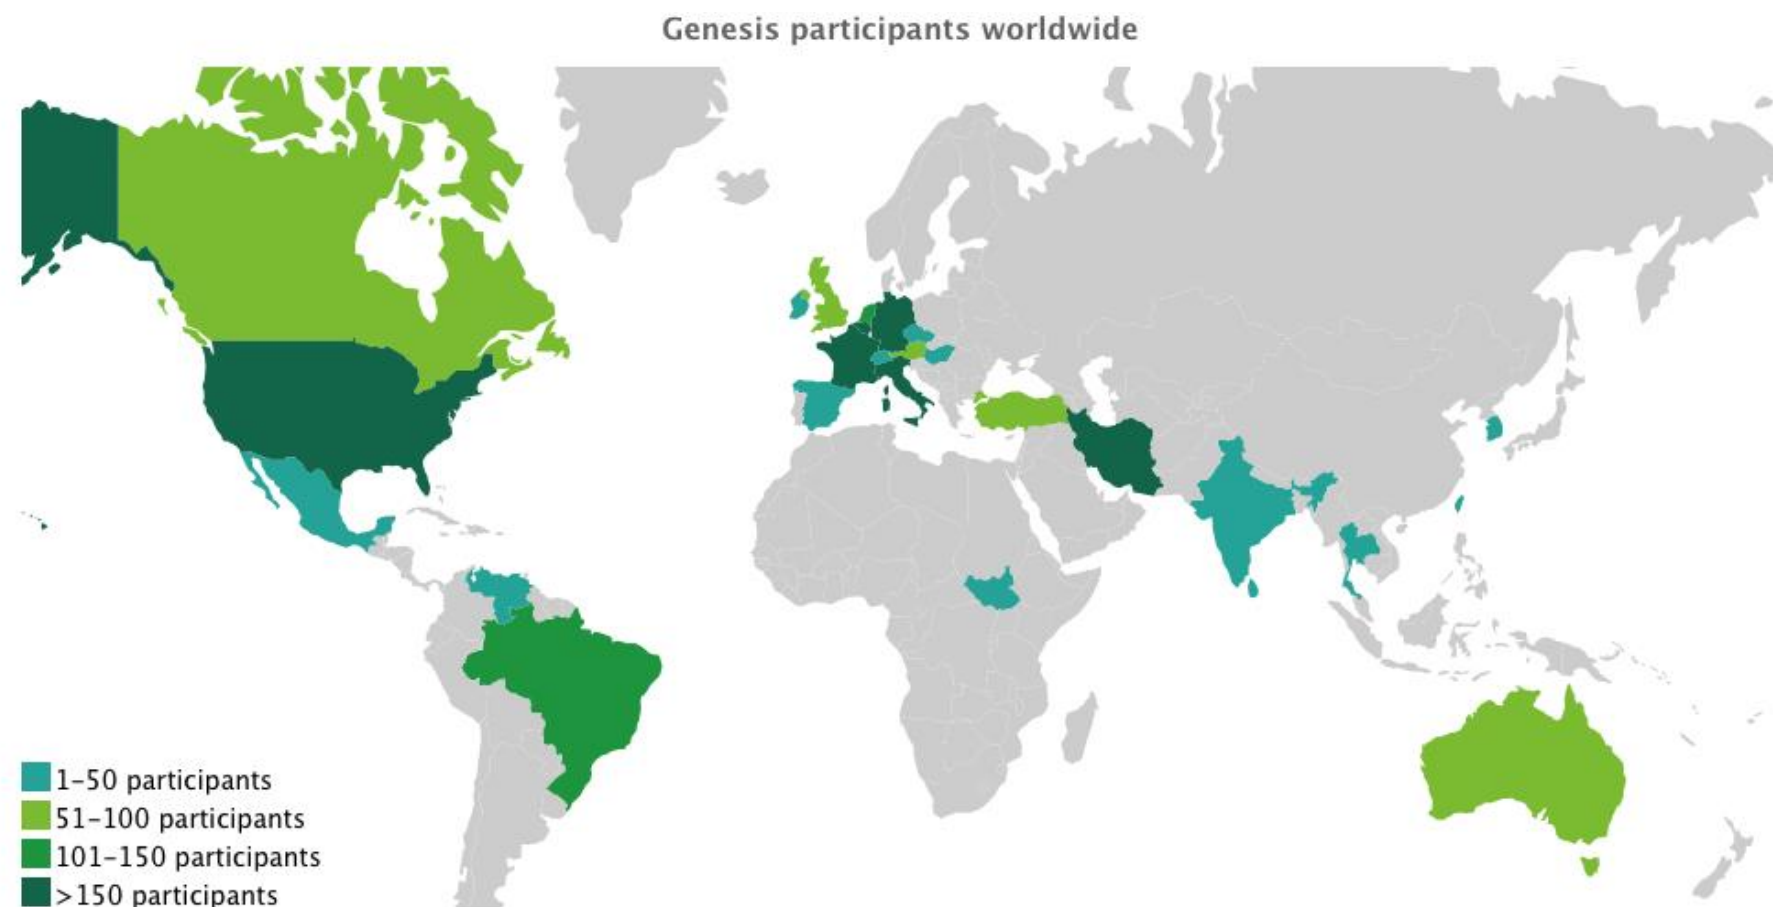 Genesis participants worldwide
1–50 participants
51–100 participants
101–150 participants
>150 participants